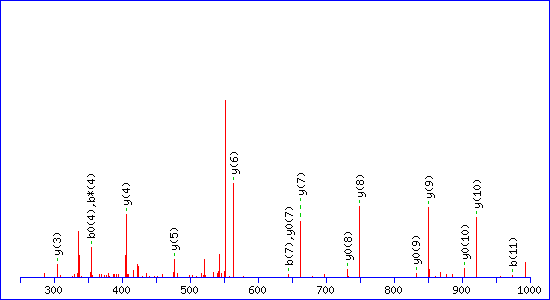 y(3)
b0(4),b*(4)
y(4)
y(5)
y(6)
b(7),y0(7)
y(7)
y0(8)
y(8)
y0(9)
y(9)
y0(10)
y(10)
b(11)
300 400 500 600 700 800 900 1000